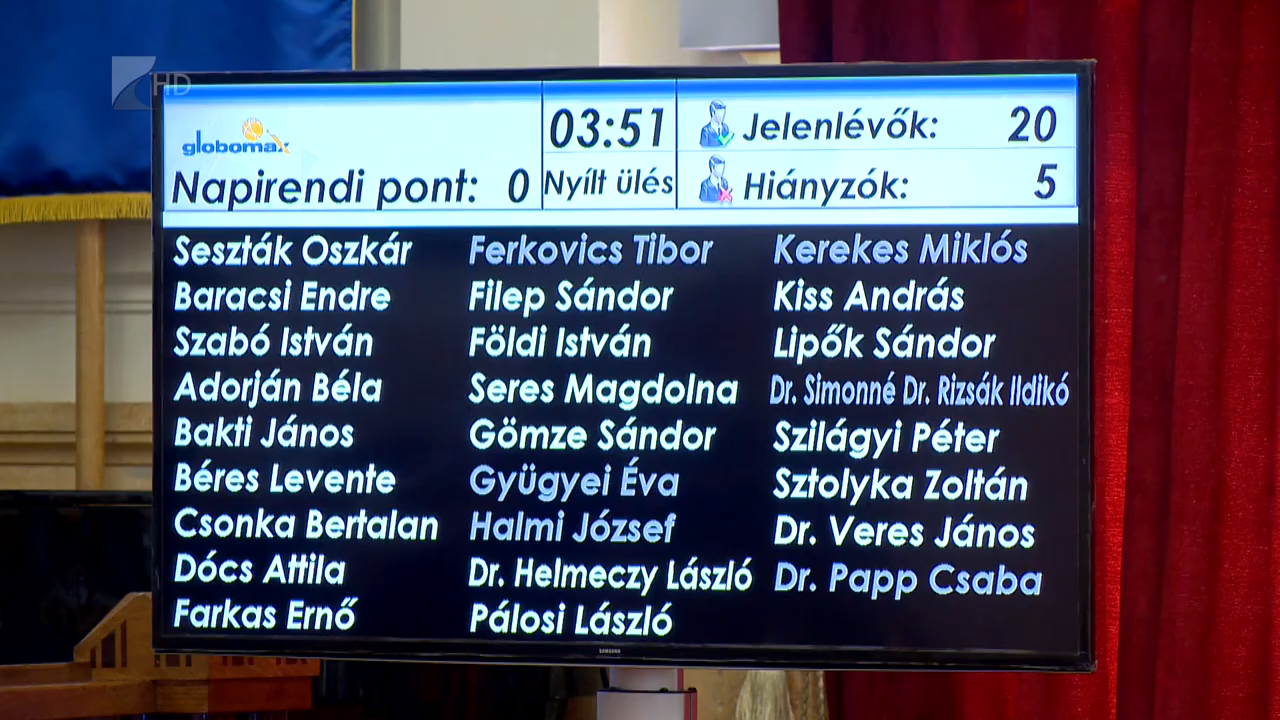 HD
globomax
Napirendi pont: 0
03:51
Nyílt ülés
Jelenlévők: 20
Hiányzók: 5
Seszták Oszkár
Baracsi Endre
Szabó István
Adorján Béla
Bakti János
Béres Levente
Csonka Bertalan
Dócs Attila
Farkas Ernő
Ferkovics Tibor
Filep Sándor
Földi István
Seres Magdolna
Gömze Sándor
Gyügyei Éva
Halmi József
Dr. Helmeczy László
Pálosi László
Kerekes Miklós
Kiss András
Lipők Sándor
Dr. Simonné Dr. Rizsák Ildikó
Szilágyi Péter
Sztolyka Zoltán
Dr. Veres János
Dr. Papp Csaba
SAMSUNG